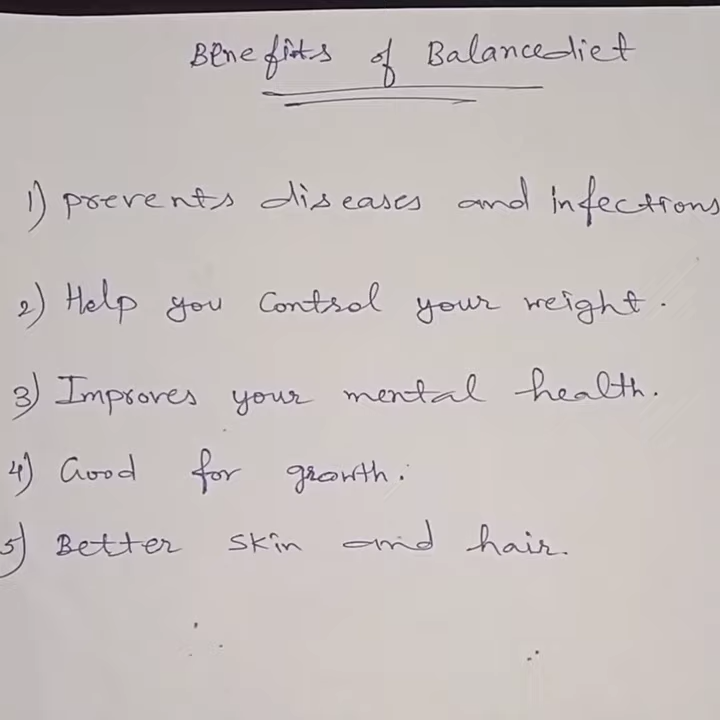 Benefits of Balancediet
1) prevents diseases and infections
2) Help you Control your weight.
3) Improves your mental health.
4) Good for growth.
5) Better skin and hair.